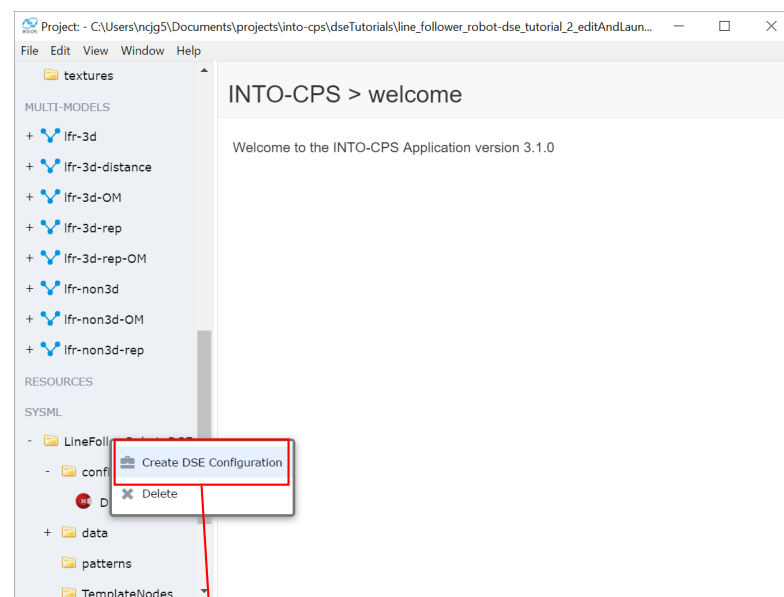 Project: - C:\Users\ncjg5\Documents\projects\into-cps\dseTutorials\line_follower_robot-dse_tutorial_2_editAndLaun...
File Edit View Window Help
textures
INTO-CPS > welcome
MULTI-MODELS
Welcome to the INTO-CPS Application version 3.1.0
+ lfr-3d
+ lfr-3d-distance
+ lfr-3d-OM
+ lfr-3d-rep
+ lfr-3d-rep-OM
+ lfr-non3d
+ lfr-non3d-OM
+ lfr-non3d-rep
RESOURCES
SYSML
- LineFoll
Create DSE Configuration
- confi
Delete
D
+ data
patterns
TemplateNodes